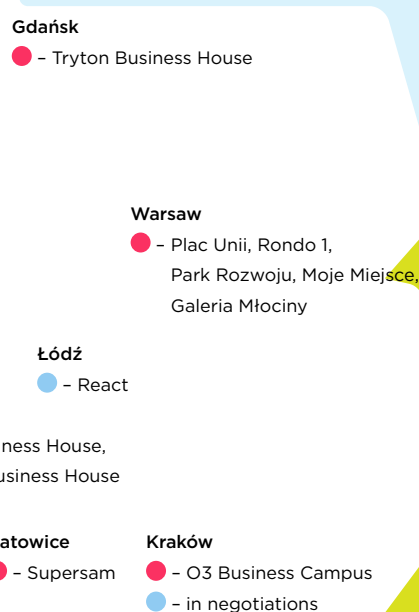 Gdańsk
– Tryton Business House
Warsaw
– Plac Unii, Rondo 1,
Park Rozwoju, Moje Miejsce,
Galeria Młociny
Łódź
– React
ness House,
usiness House
atowice
– Supersam
Kraków
– O3 Business Campus
– in negotiations